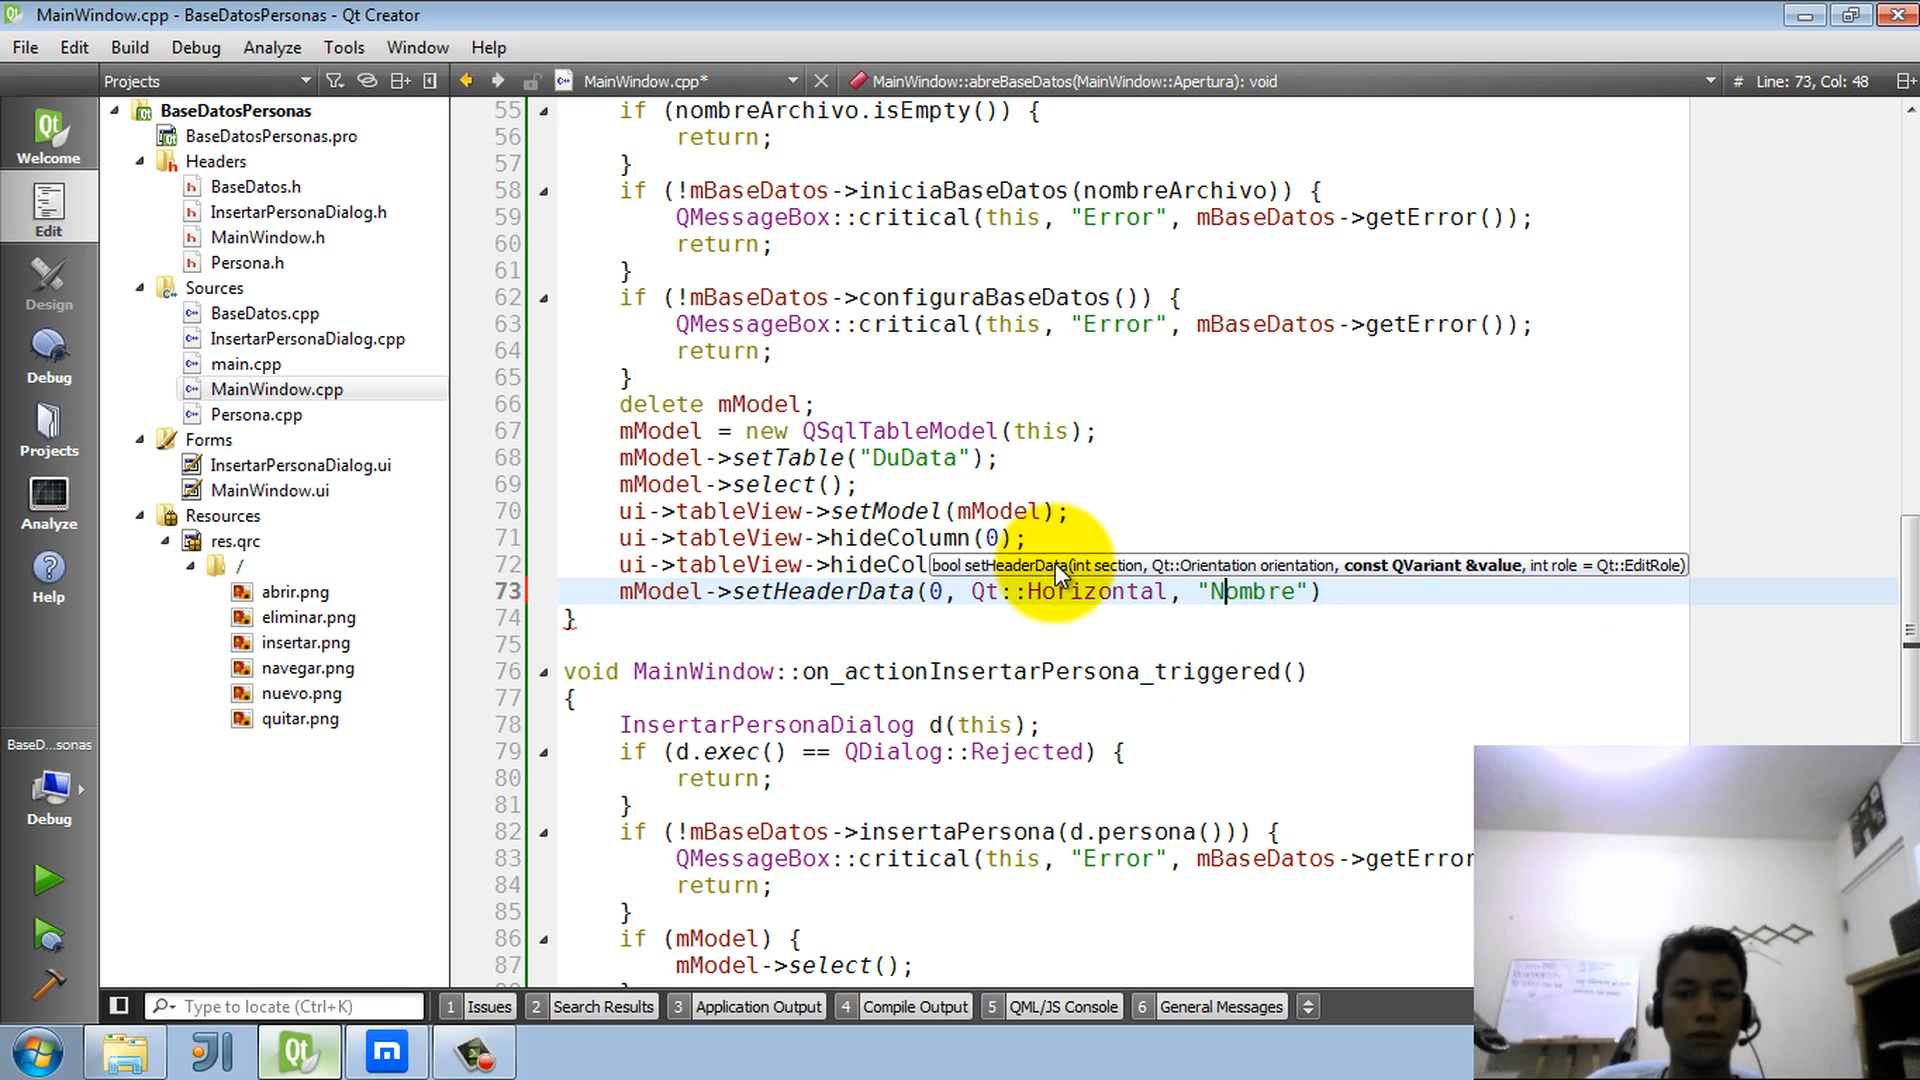 MainWindow.cpp - BaseDatosPersonas - Qt Creator
File Edit Build Debug Analyze Tools Window Help
Projects
MainWindow.cpp*
MainWindow::abreBaseDatos(MainWindow::Apertura): void
# Line: 73, Col: 48
Welcome
Edit
Design
Debug
Projects
Analyze
Help
BaseD...sonas
Debug
BaseDatosPersonas
BaseDatosPersonas.pro
Headers
BaseDatos.h
InsertarPersonaDialog.h
MainWindow.h
Persona.h
Sources
BaseDatos.cpp
InsertarPersonaDialog.cpp
main.cpp
MainWindow.cpp
Persona.cpp
Forms
InsertarPersonaDialog.ui
MainWindow.ui
Resources
res.qrc
/
abrir.png
eliminar.png
insertar.png
navegar.png
nuevo.png
quitar.png
55 if (nombreArchivo.isEmpty()) {
56 return;
57 }
58 if (!mBaseDatos->iniciaBaseDatos(nombreArchivo)) {
59 QMessageBox::critical(this, "Error", mBaseDatos->getError());
60 return;
61 }
62 if (!mBaseDatos->configuraBaseDatos()) {
63 QMessageBox::critical(this, "Error", mBaseDatos->getError());
64 return;
65 }
66 delete mModel;
67 mModel = new QSqlTableModel(this);
68 mModel->setTable("DuData");
69 mModel->select();
70 ui->tableView->setModel(mModel);
71 ui->tableView->hideColumn(0);
72 ui->tableView->hideCol
bool setHeaderData(int section, Qt::Orientation orientation, const QVariant &value, int role = Qt::EditRole)
73 mModel->setHeaderData(0, Qt::Horizontal, "Nombre")
74 }
75
76 void MainWindow::on_actionInsertarPersona_triggered()
77 {
78 InsertarPersonaDialog d(this);
79 if (d.exec() == QDialog::Rejected) {
80 return;
81 }
82 if (!mBaseDatos->insertaPersona(d.persona())) {
83 QMessageBox::critical(this, "Error", mBaseDatos->getError
84 return;
85 }
86 if (mModel) {
87 mModel->select();
Type to locate (Ctrl+K)
1 Issues 2 Search Results 3 Application Output 4 Compile Output 5 QML/JS Console 6 General Messages